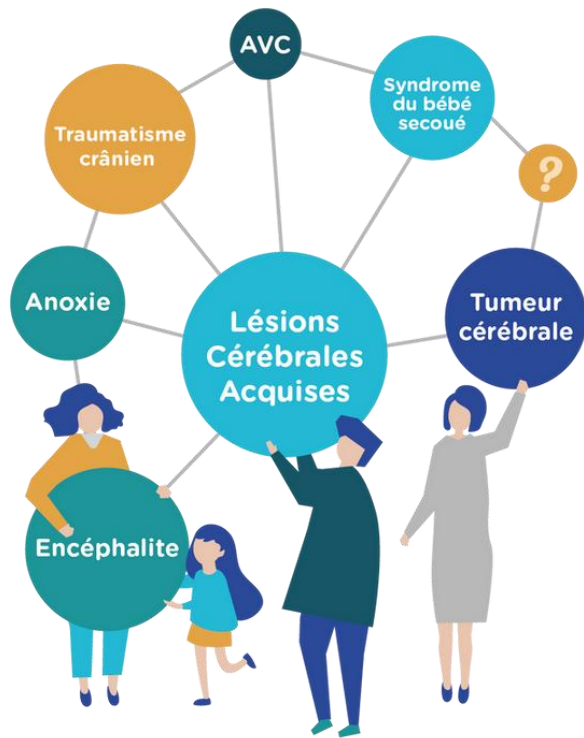 AVC
Syndrome
du bébé
secoué
Traumatisme
crânien
?
Anoxie
Lésions
Cérébrales
Acquises
Tumeur
cérébrale
Encéphalite